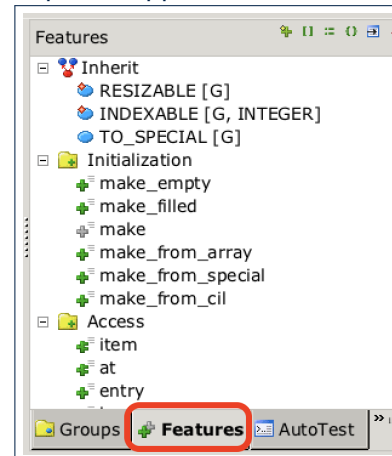 Features
Inherit
RESIZABLE [G]
INDEXABLE [G, INTEGER]
TO_SPECIAL [G]
Initialization
make_empty
make_filled
make
make_from_array
make_from_special
make_from_cil
Access
item
at
entry
Groups Features AutoTest